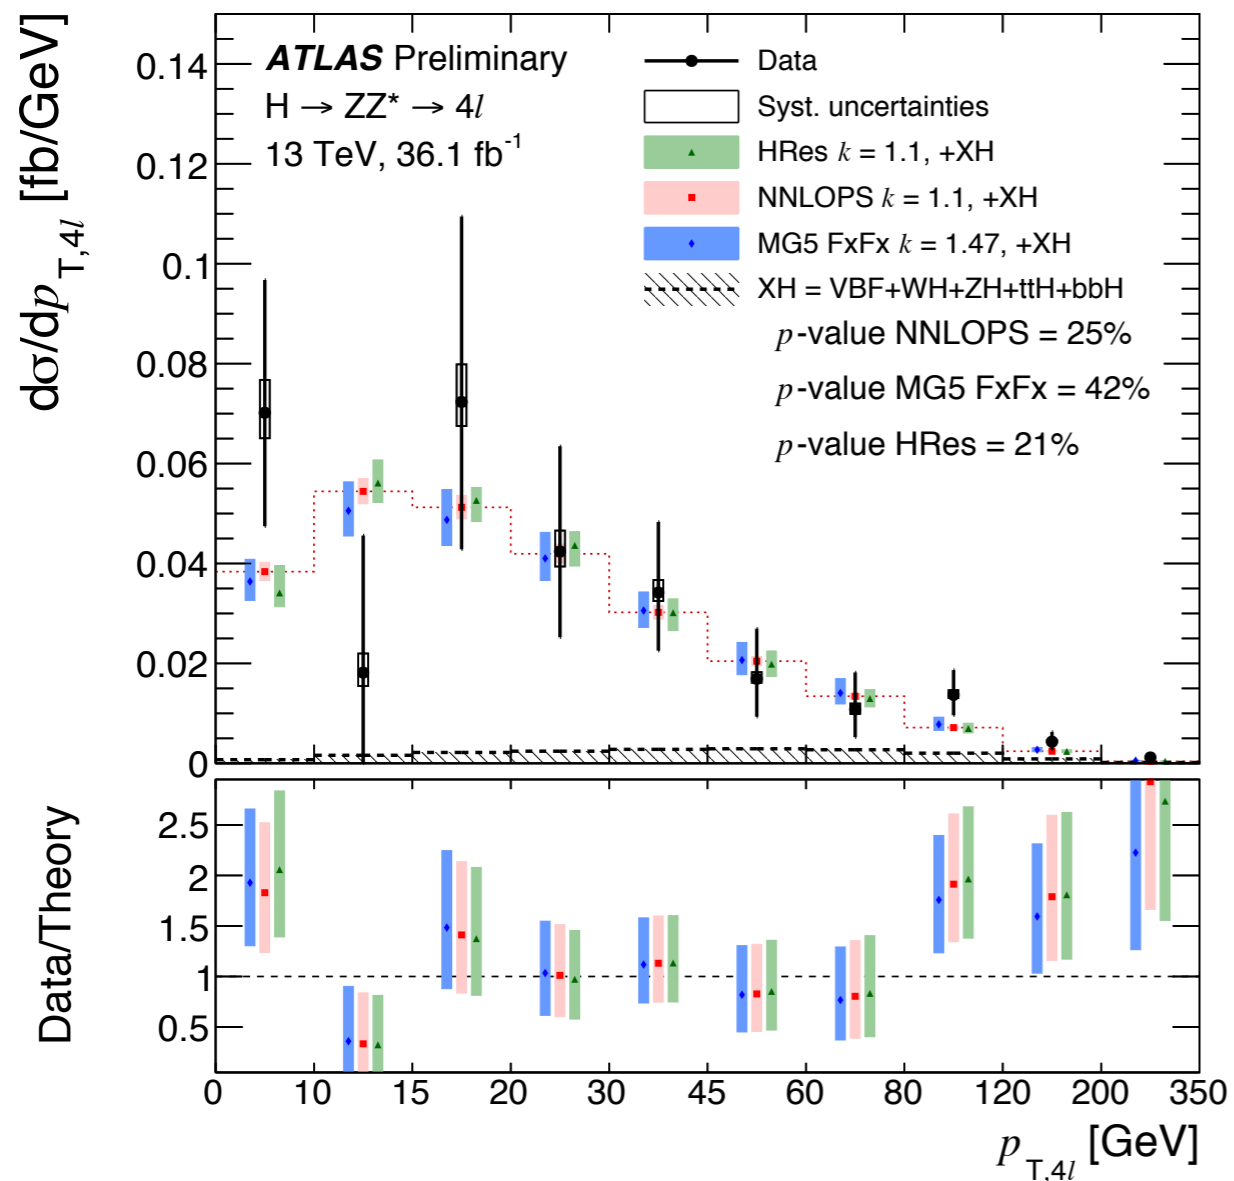 ATLAS Preliminary
H → ZZ* → 4l
13 TeV, 36.1 fb⁻¹
Data
Syst. uncertainties
HRes k = 1.1, +XH
NNLOPS k = 1.1, +XH
MG5 FxFx k = 1.47, +XH
XH = VBF+WH+ZH+ttH+bbH
p-value NNLOPS = 25%
p-value MG5 FxFx = 42%
p-value HRes = 21%
dσ/dp_T,4l [fb/GeV]
0.14
0.12
0.1
0.08
0.06
0.04
0.02
0
Data/Theory
2.5
2
1.5
1
0.5
0 10 15 20 30 45 60 80 120 200 350
p_T,4l [GeV]